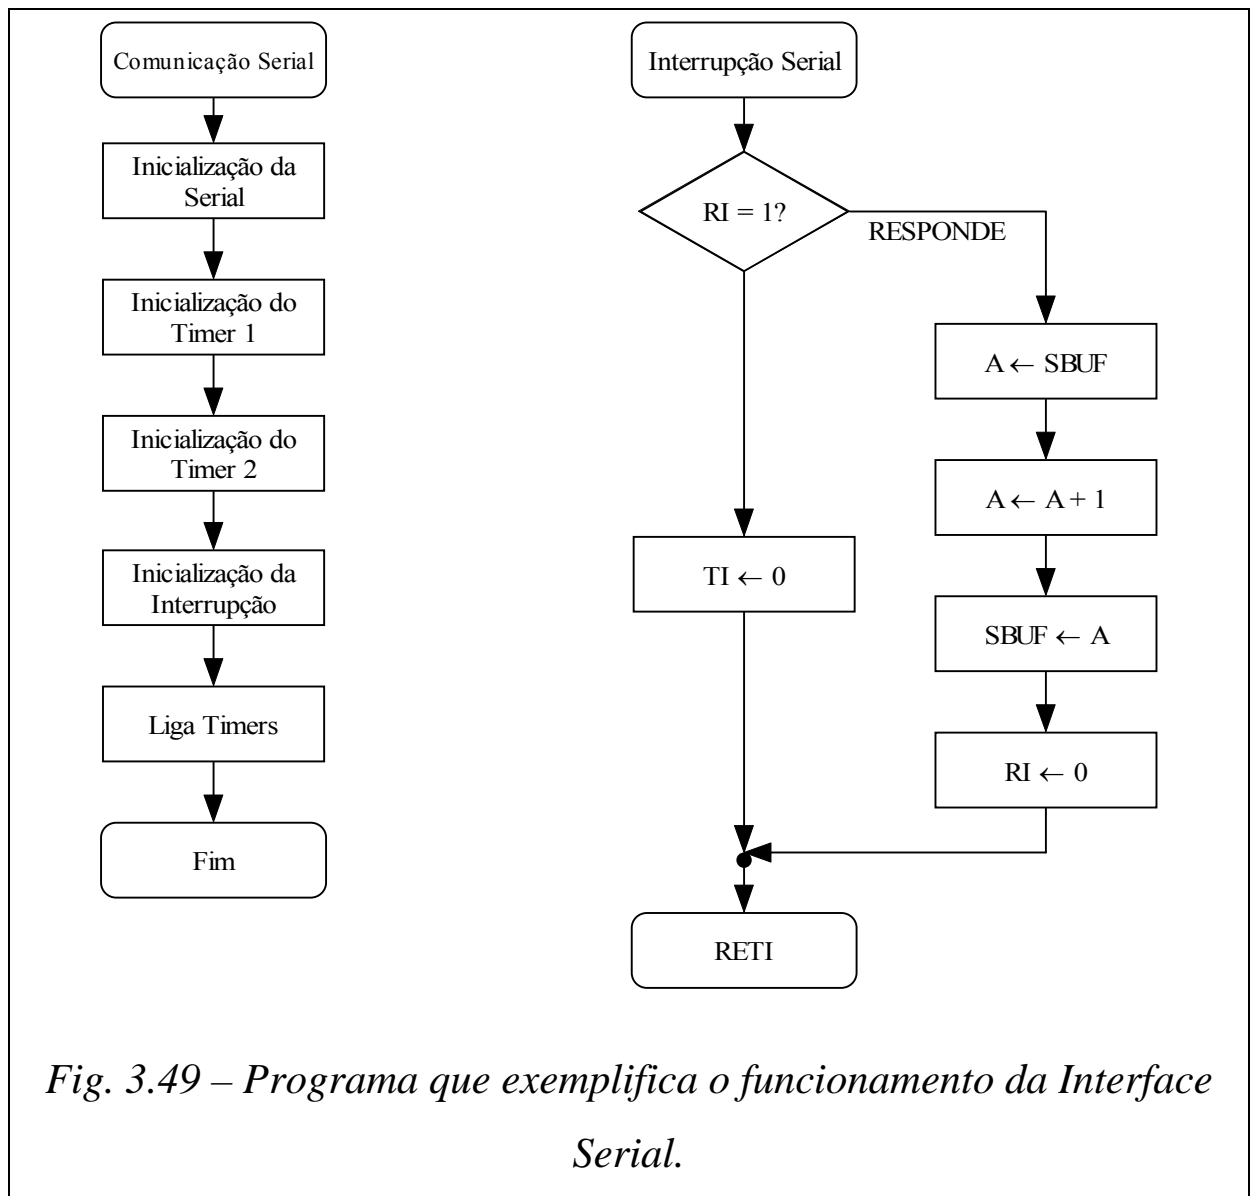 Comunicação Serial
Inicialização da
Serial
Inicialização do
Timer 1
Inicialização do
Timer 2
Inicialização da
Interrupção
Liga Timers
Fim
Interrupção Serial
RI = 1?
RESPONDE
A ← SBUF
A ← A + 1
SBUF ← A
RI ← 0
TI ← 0
RETI
Fig. 3.49 – Programa que exemplifica o funcionamento da Interface
Serial.